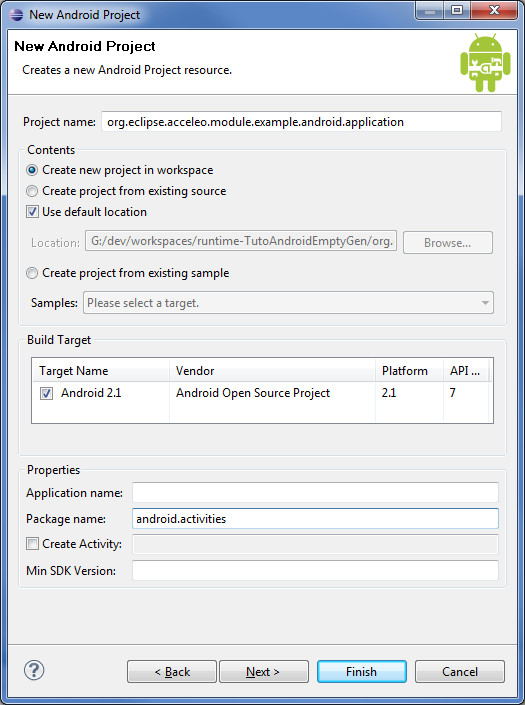 New Android Project
New Android Project
Creates a new Android Project resource.
Project name: org.eclipse.acceleo.module.example.android.application
Contents
Create new project in workspace
Create project from existing source
Use default location
Location: G:/dev/workspaces/runtime-TutoAndroidEmptyGen/org. Browse...
Create project from existing sample
Samples: Please select a target.
Build Target
Target Name Vendor Platform API ...
Android 2.1 Android Open Source Project 2.1 7
Properties
Application name:
Package name: android.activities
Create Activity:
Min SDK Version:
? < Back Next > Finish Cancel